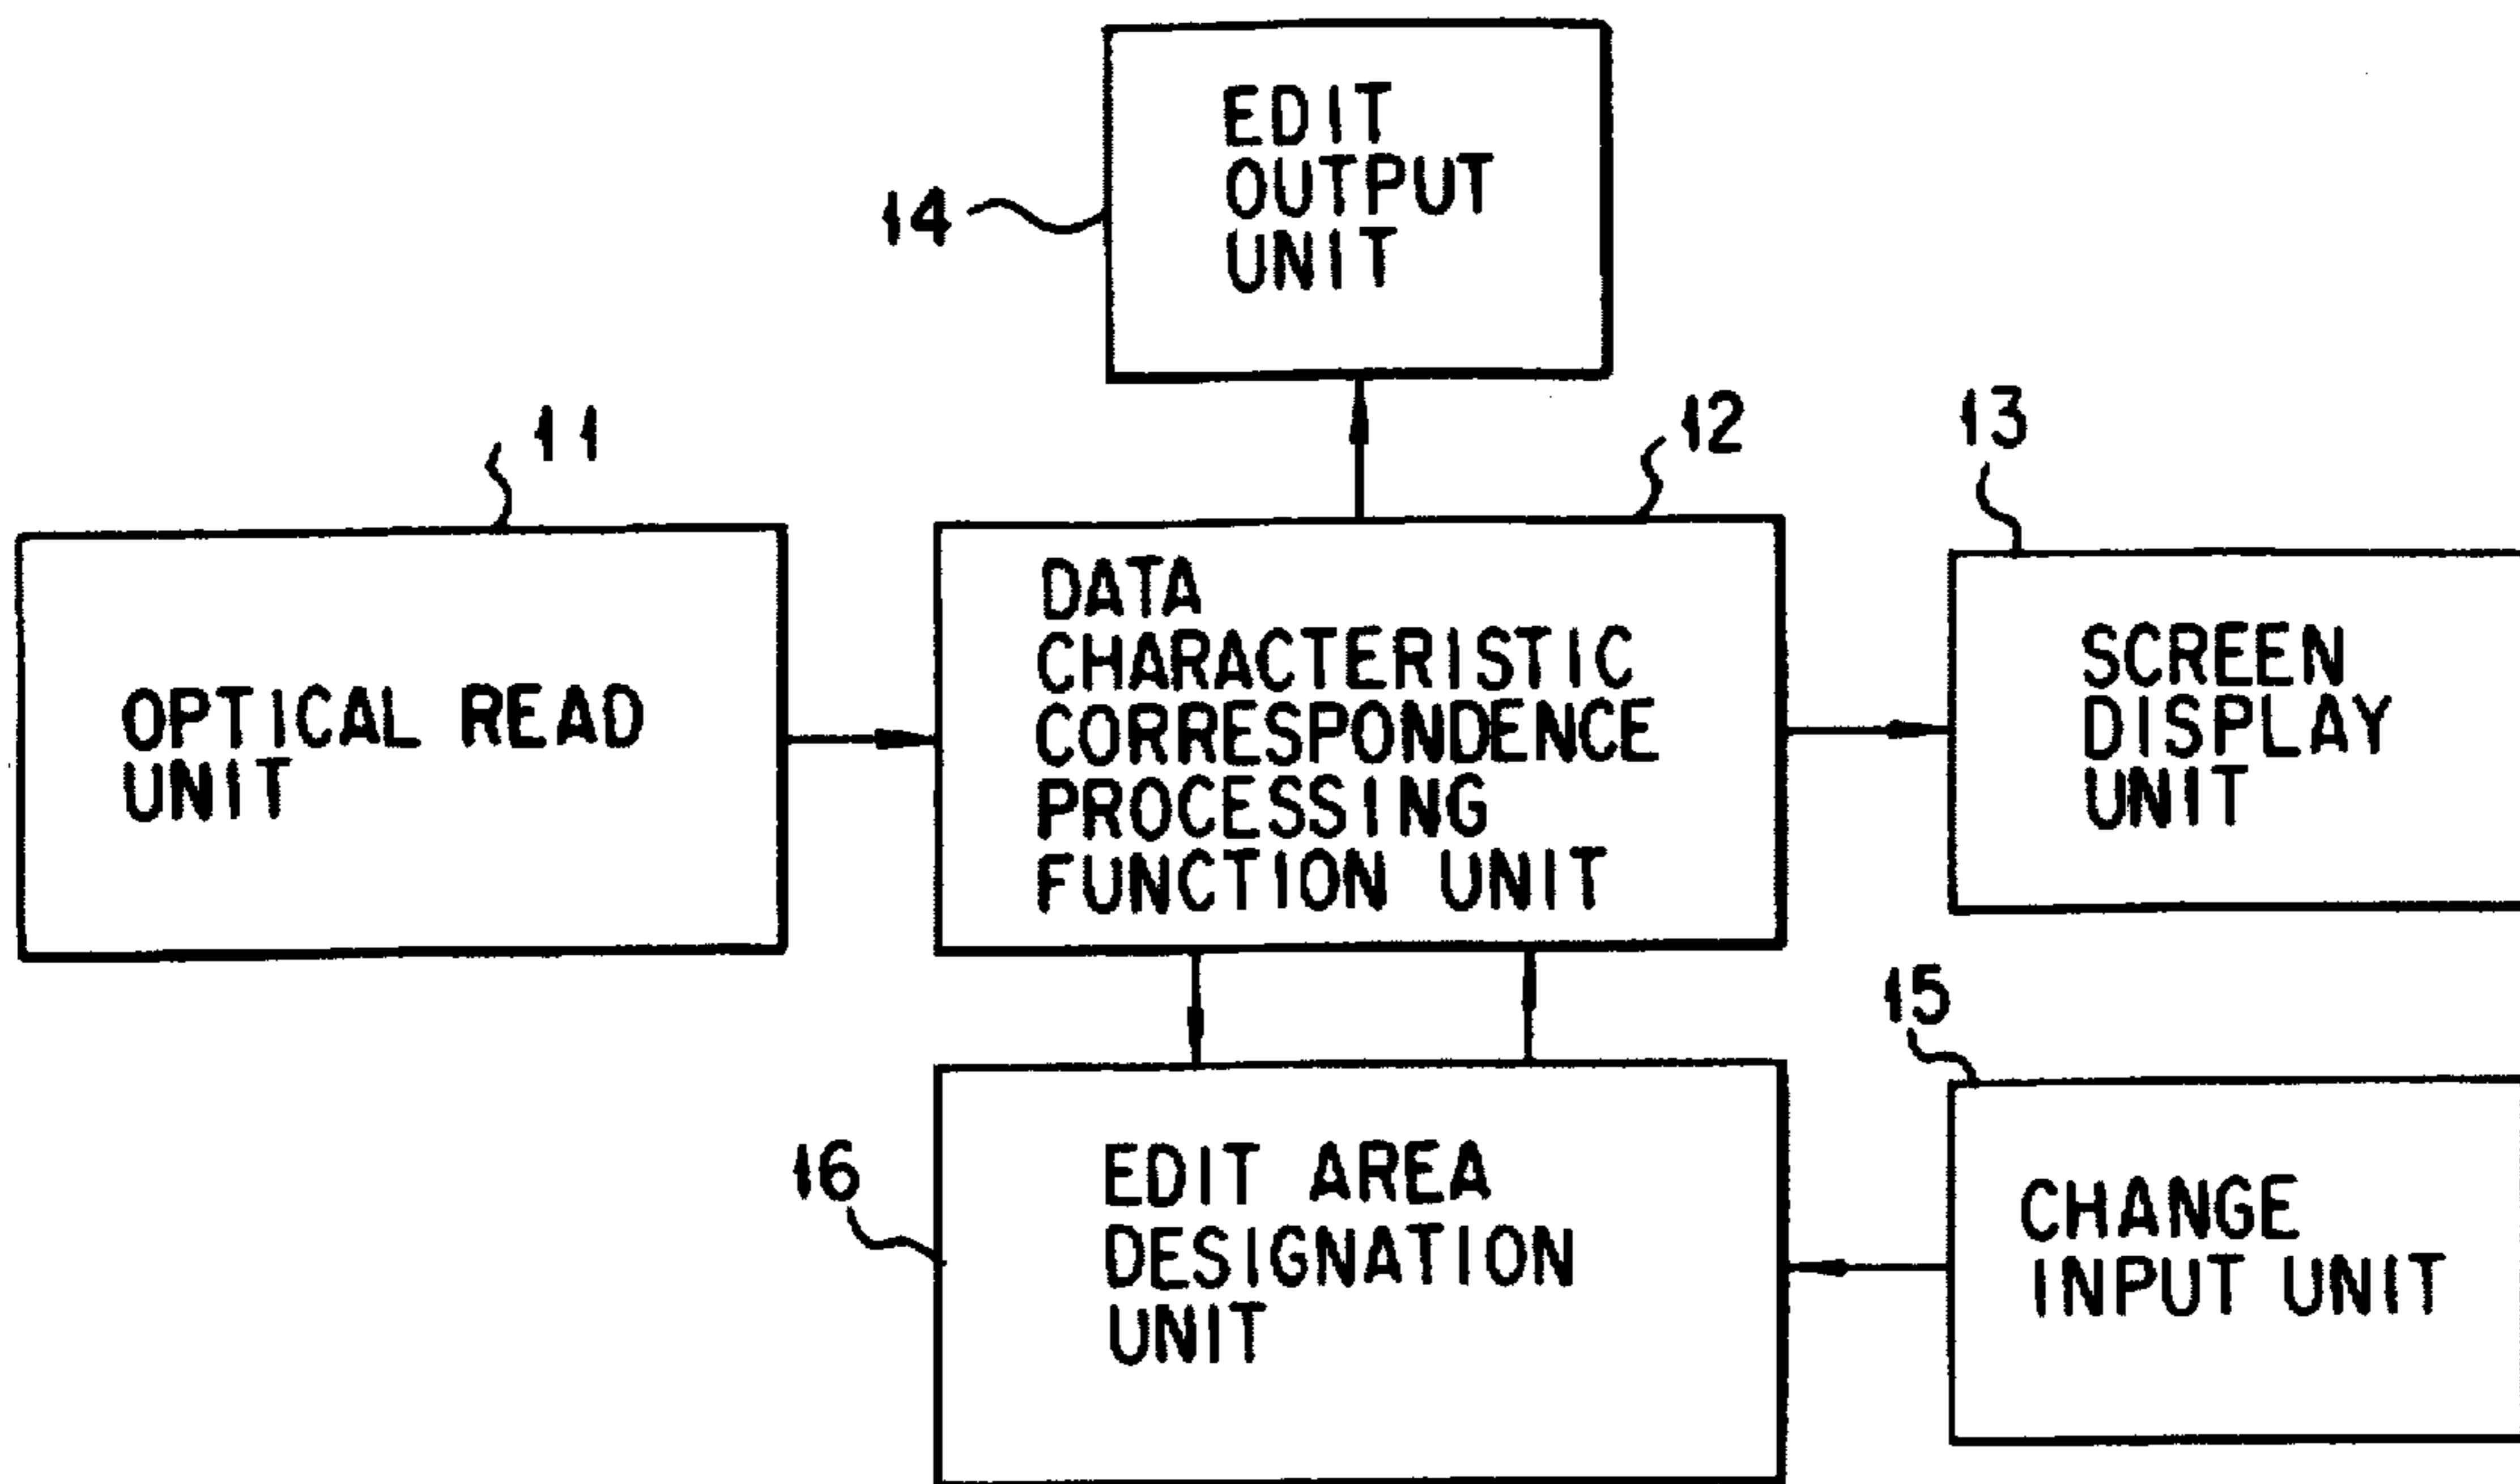 14
EDIT
OUTPUT
UNIT
11
OPTICAL READ
UNIT
12
DATA
CHARACTERISTIC
CORRESPONDENCE
PROCESSING
FUNCTION UNIT
13
SCREEN
DISPLAY
UNIT
16
EDIT AREA
DESIGNATION
UNIT
15
CHANGE
INPUT UNIT